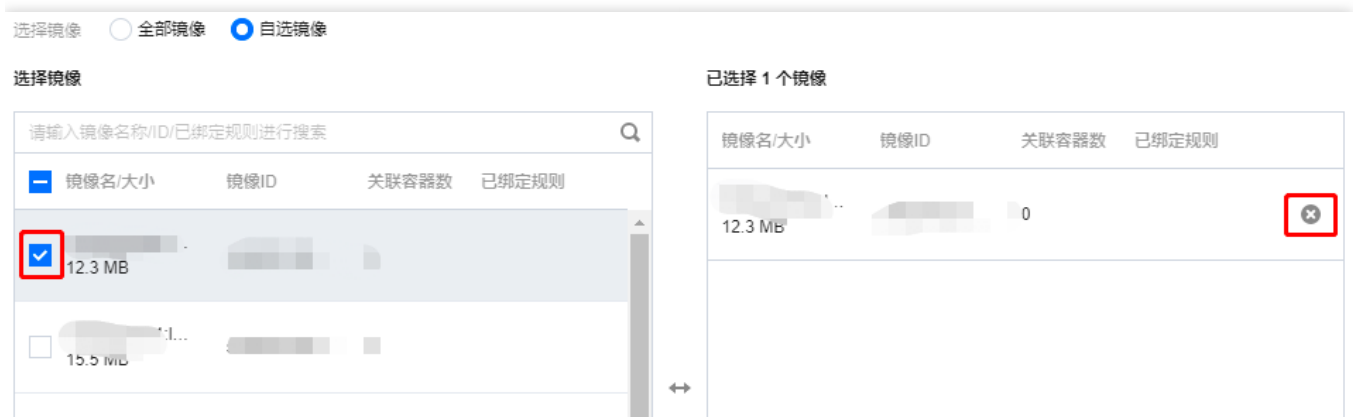 选择镜像 全部镜像 自选镜像
选择镜像
请输入镜像名称/ID/已绑定规则进行搜索
镜像名/大小 镜像ID 关联容器数 已绑定规则
12.3 MB
15.5 MB
已选择 1 个镜像
镜像名/大小 镜像ID 关联容器数 已绑定规则
0
12.3 MB